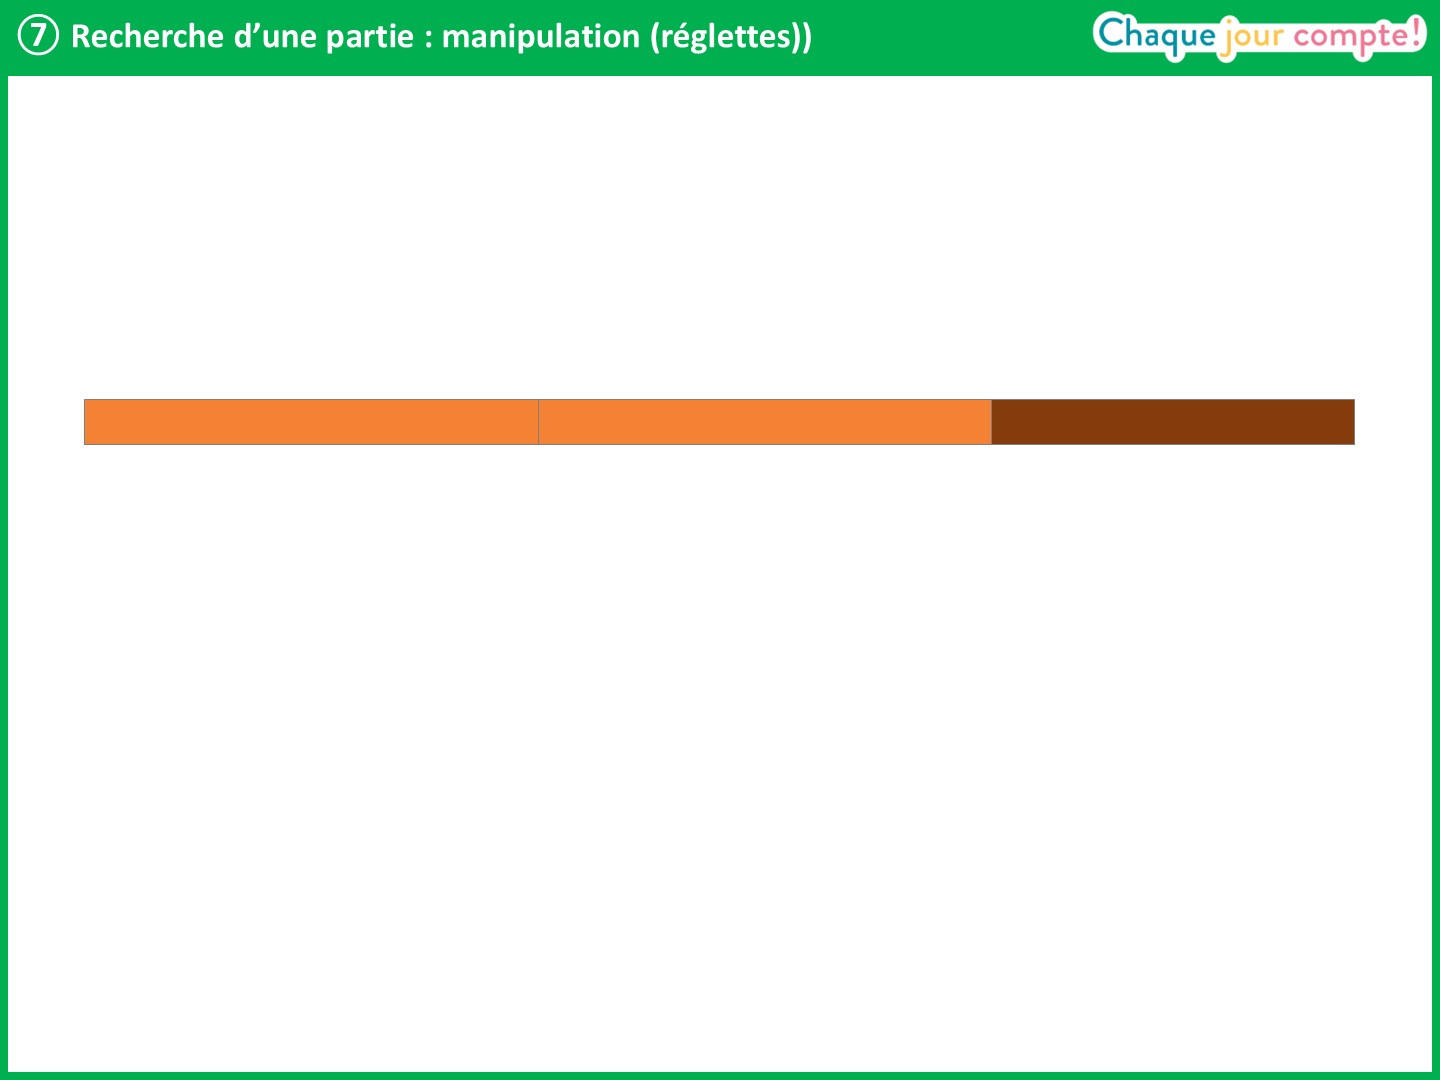 ⑦ Recherche d’une partie : manipulation (réglettes))
Chaque jour compte!